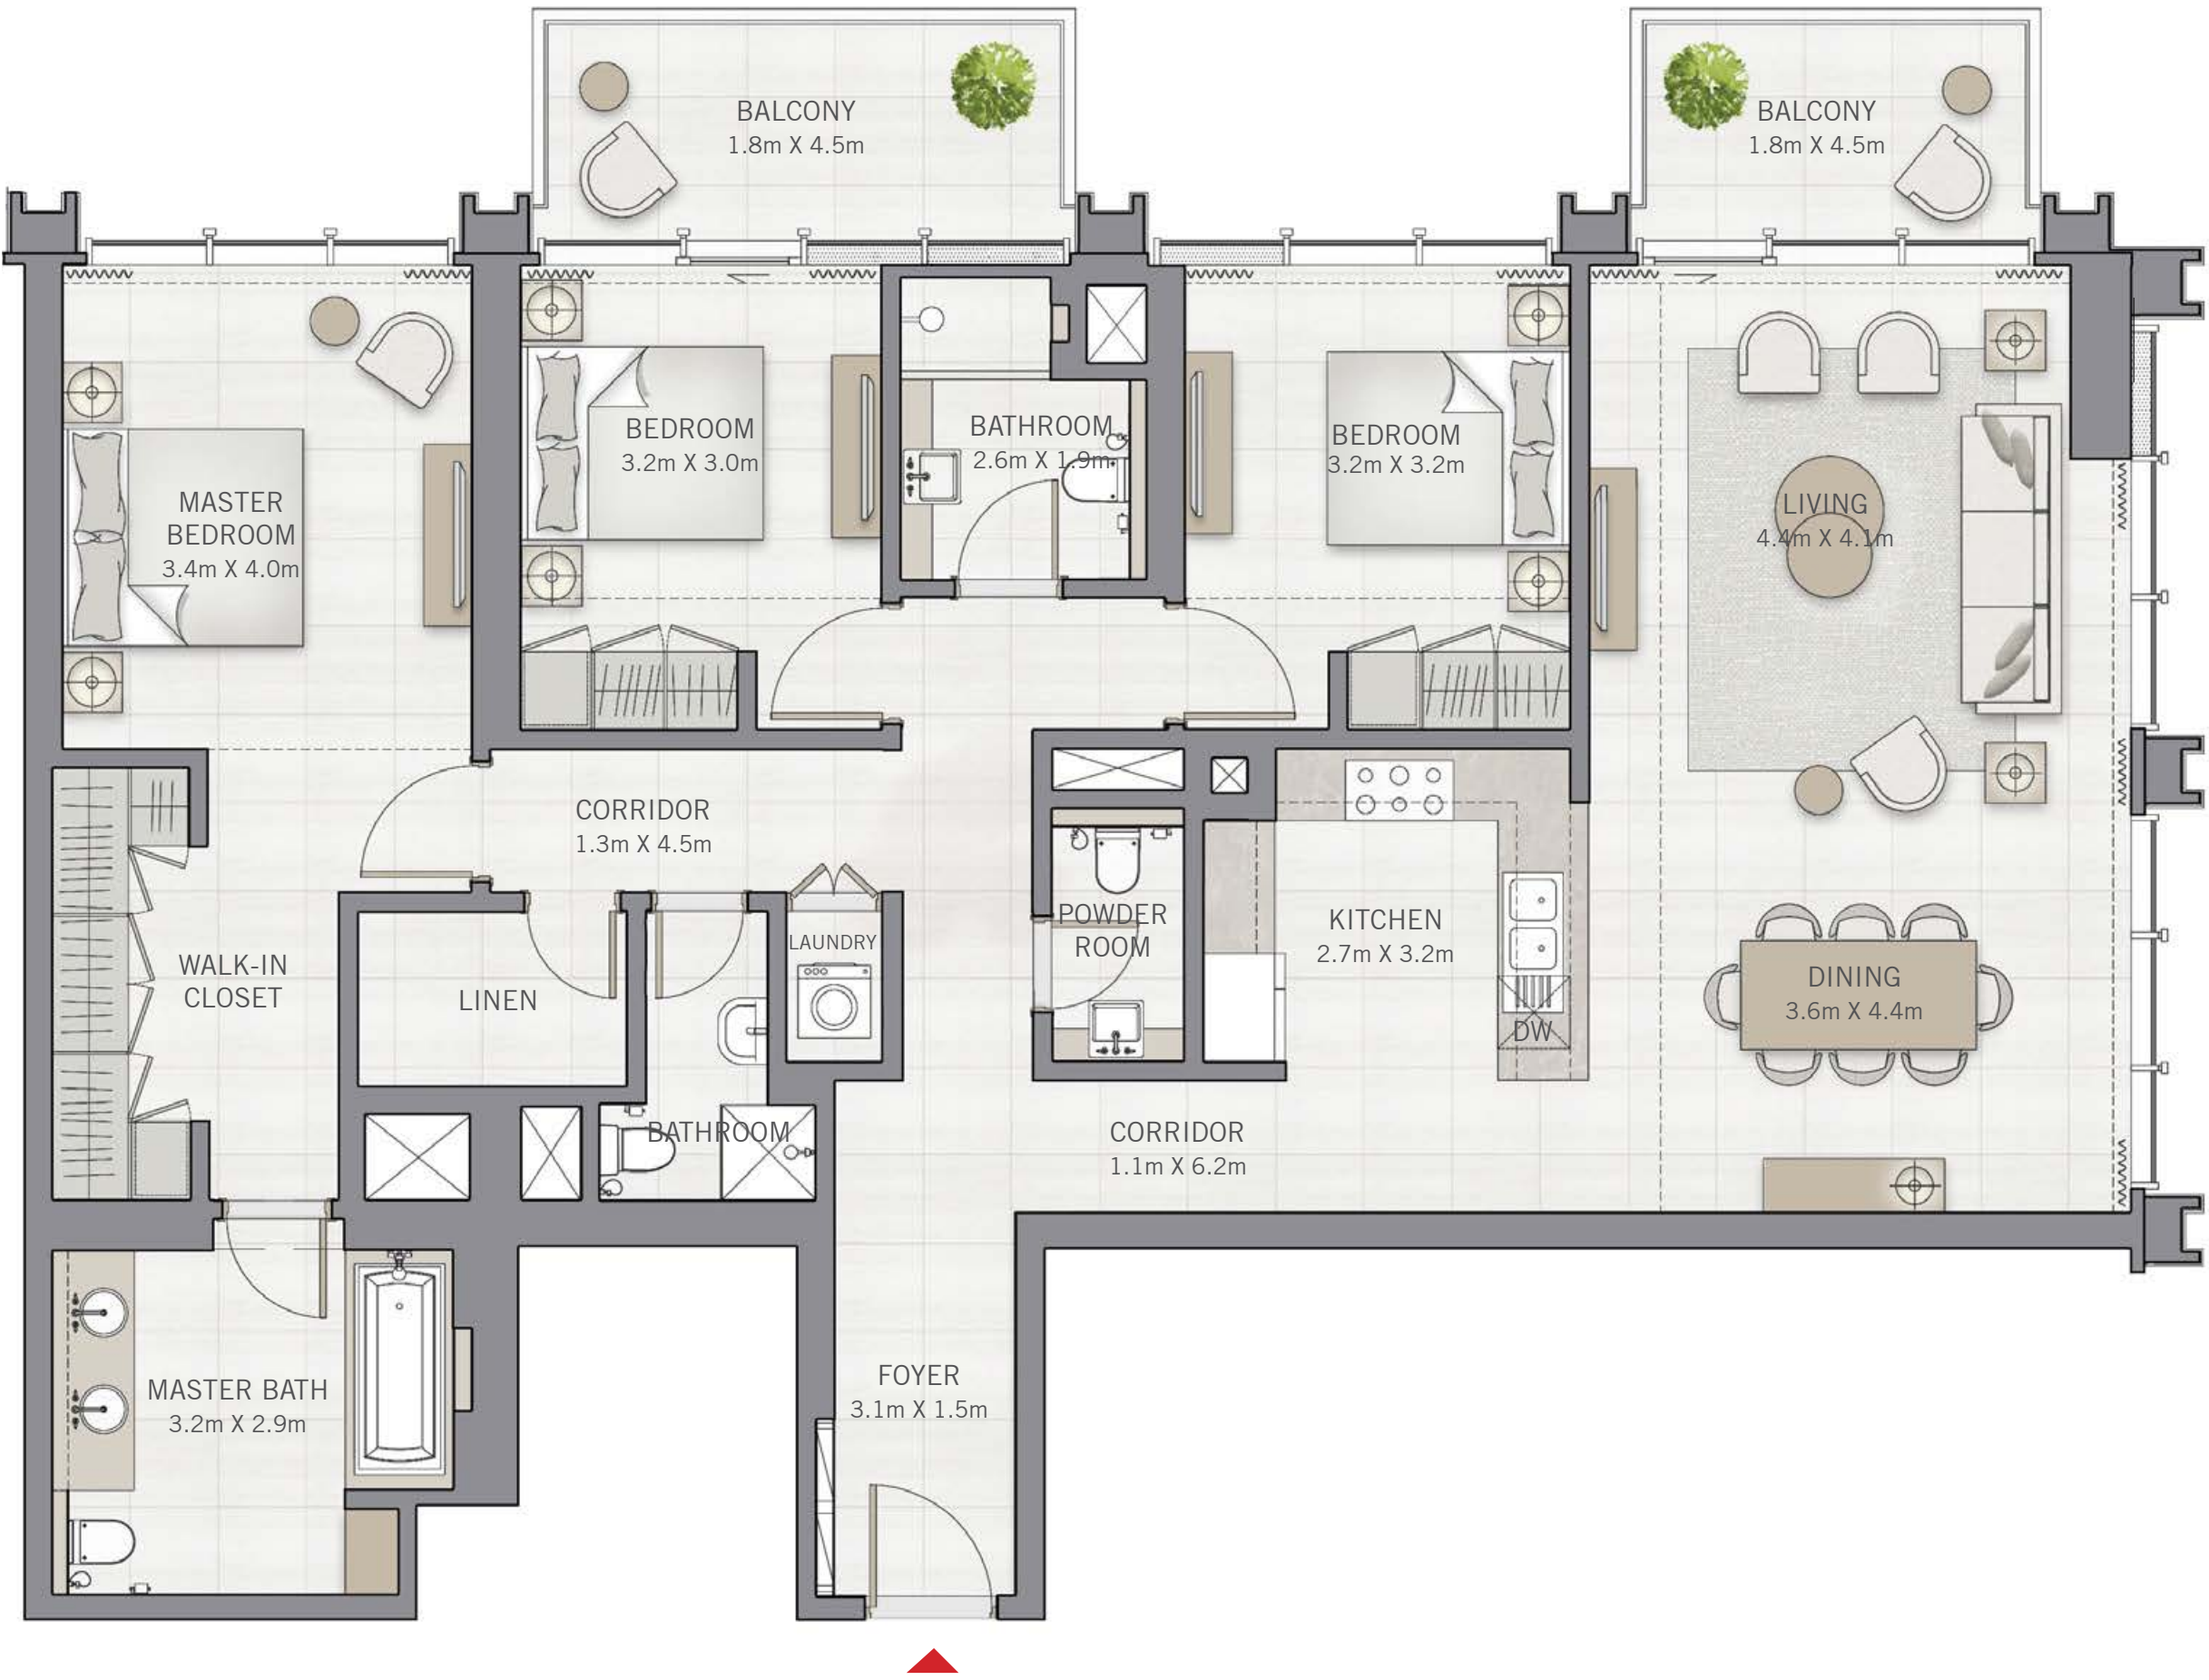 BALCONY
1.8m X 4.5m
BALCONY
1.8m X 4.5m
MASTER
BEDROOM
3.4m X 4.0m
BEDROOM
3.2m X 3.0m
BATHROOM
2.6m X 1.9m
BEDROOM
3.2m X 3.2m
LIVING
4.4m X 4.1m
CORRIDOR
1.3m X 4.5m
WALK-IN
CLOSET
LINEN
LAUNDRY
POWDER
ROOM
KITCHEN
2.7m X 3.2m
DW
DINING
3.6m X 4.4m
BATHROOM
CORRIDOR
1.1m X 6.2m
MASTER BATH
3.2m X 2.9m
FOYER
3.1m X 1.5m